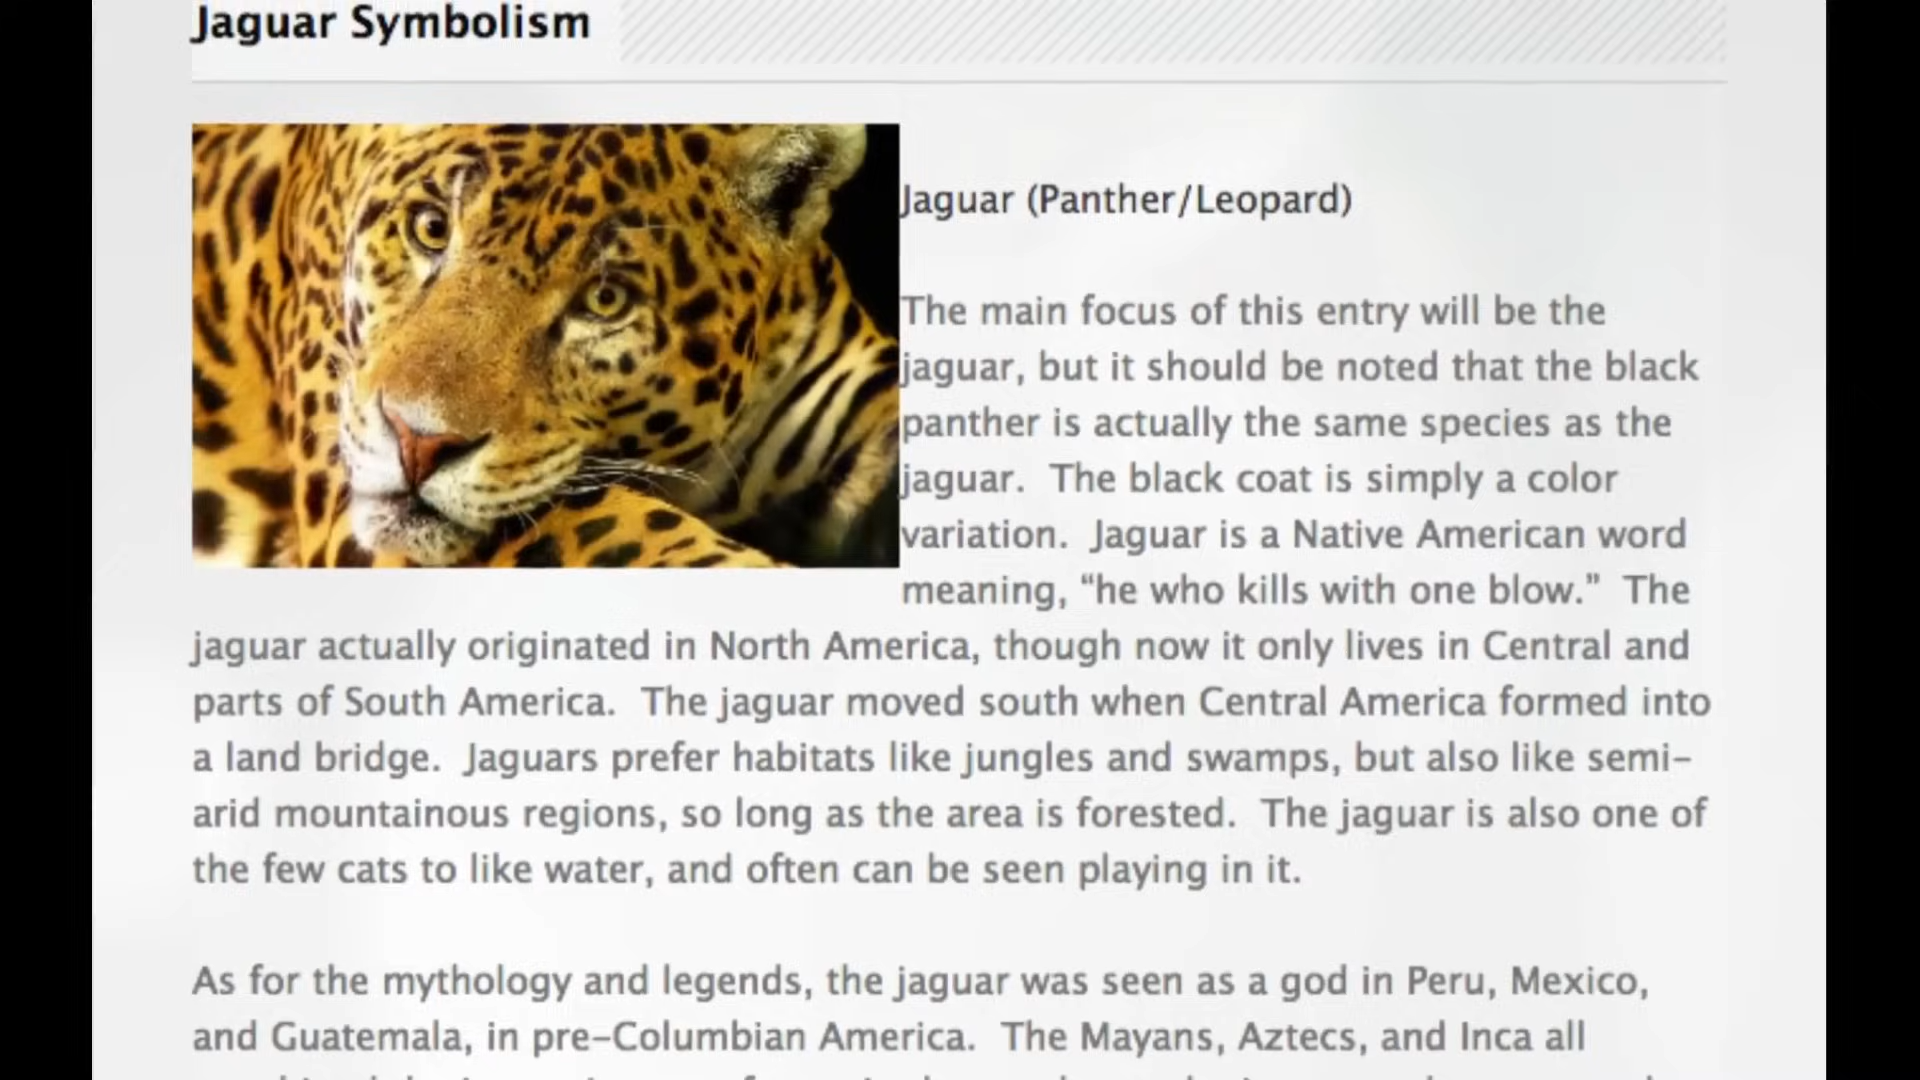 Jaguar Symbolism
Jaguar (Panther/Leopard)
The main focus of this entry will be the
jaguar, but it should be noted that the black
panther is actually the same species as the
jaguar.  The black coat is simply a color
variation.  Jaguar is a Native American word
meaning, “he who kills with one blow.”  The
jaguar actually originated in North America, though now it only lives in Central and
parts of South America.  The jaguar moved south when Central America formed into
a land bridge.  Jaguars prefer habitats like jungles and swamps, but also like semi-
arid mountainous regions, so long as the area is forested.  The jaguar is also one of
the few cats to like water, and often can be seen playing in it.
As for the mythology and legends, the jaguar was seen as a god in Peru, Mexico,
and Guatemala, in pre-Columbian America.  The Mayans, Aztecs, and Inca all